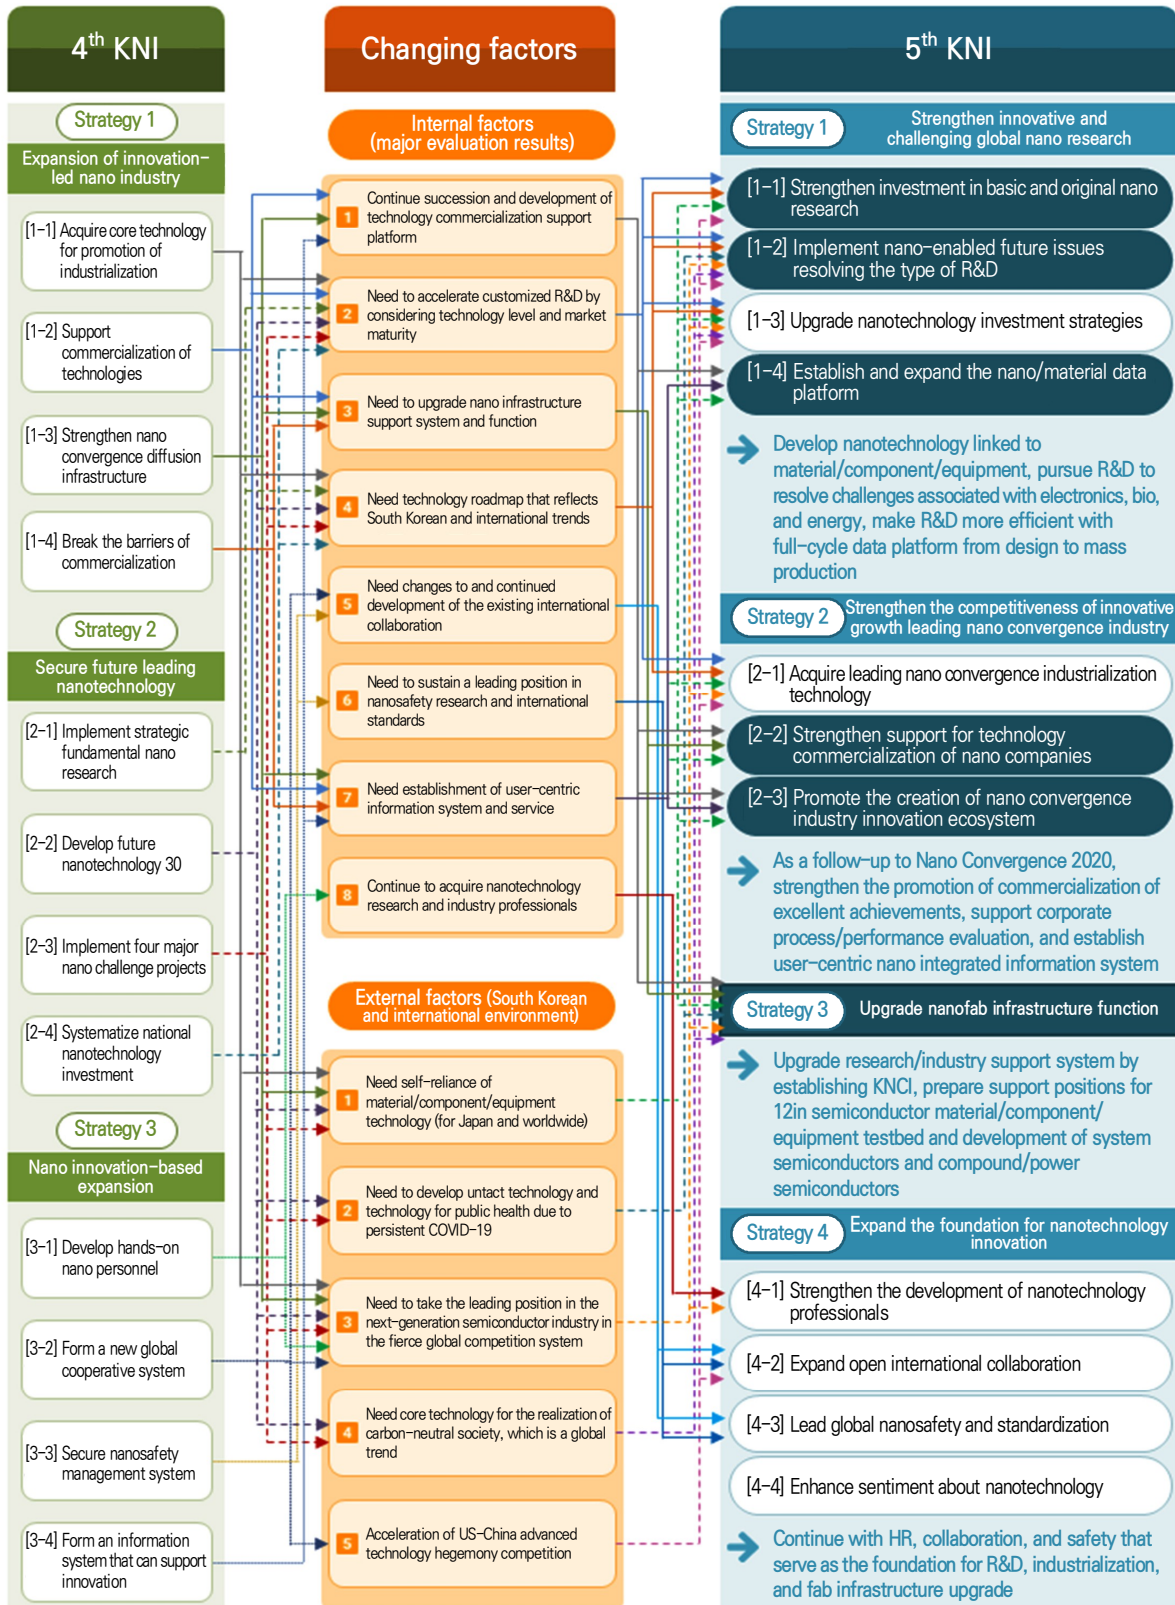 4th KNI
Strategy 1
Expansion of innovation-
led nano industry
[1-1] Acquire core technology
for promotion of
industrialization
[1-2] Support
commercialization of
technologies
[1-3] Strengthen nano
convergence diffusion
infrastructure
[1-4] Break the barriers of
commercialization
Strategy 2
Secure future leading
nanotechnology
[2-1] Implement strategic
fundamental nano
research
[2-2] Develop future
nanotechnology 30
[2-3] Implement four major
nano challenge projects
[2-4] Systematize national
nanotechnology
investment
Strategy 3
Nano innovation-based
expansion
[3-1] Develop hands-on
nano personnel
[3-2] Form a new global
cooperative system
[3-3] Secure nanosafety
management system
[3-4] Form an information
system that can support
innovation
Changing factors
Internal factors
(major evaluation results)
1
Continue succession and development of
technology commercialization support
platform
2
Need to accelerate customized R&D by
considering technology level and market
maturity
3
Need to upgrade nano infrastructure
support system and function
4
Need technology roadmap that reflects
South Korean and international trends
5
Need changes to and continued
development of the existing international
collaboration
6
Need to sustain a leading position in
nanosafety research and international
standards
7
Need establishment of user-centric
information system and service
8
Continue to acquire nanotechnology
research and industry professionals
External factors (South Korean
and international environment)
1
Need self-reliance of
material/component/equipment
technology (for Japan and worldwide)
2
Need to develop untact technology and
technology for public health due to
persistent COVID-19
3
Need to take the leading position in the
next-generation semiconductor industry in
the fierce global competition system
4
Need core technology for the realization of
carbon-neutral society, which is a global
trend
5
Acceleration of US-China advanced
technology hegemony competition
5th KNI
Strategy 1
Strengthen innovative and
challenging global nano research
[1-1] Strengthen investment in basic and original nano
research
[1-2] Implement nano-enabled future issues
resolving the type of R&D
[1-3] Upgrade nanotechnology investment strategies
[1-4] Establish and expand the nano/material data
platform
Develop nanotechnology linked to
material/component/equipment, pursue R&D to
resolve challenges associated with electronics, bio,
and energy, make R&D more efficient with
full-cycle data platform from design to mass
production
Strategy 2
Strengthen the competitiveness of innovative
growth leading nano convergence industry
[2-1] Acquire leading nano convergence industrialization
technology
[2-2] Strengthen support for technology
commercialization of nano companies
[2-3] Promote the creation of nano convergence
industry innovation ecosystem
As a follow-up to Nano Convergence 2020,
strengthen the promotion of commercialization of
excellent achievements, support corporate
process/performance evaluation, and establish
user-centric nano integrated information system
Strategy 3
Upgrade nanofab infrastructure function
Upgrade research/industry support system by
establishing KNCI, prepare support positions for
12in semiconductor material/component/
equipment testbed and development of system
semiconductors and compound/power
semiconductors
Strategy 4
Expand the foundation for nanotechnology
innovation
[4-1] Strengthen the development of nanotechnology
professionals
[4-2] Expand open international collaboration
[4-3] Lead global nanosafety and standardization
[4-4] Enhance sentiment about nanotechnology
Continue with HR, collaboration, and safety that
serve as the foundation for R&D, industrialization,
and fab infrastructure upgrade